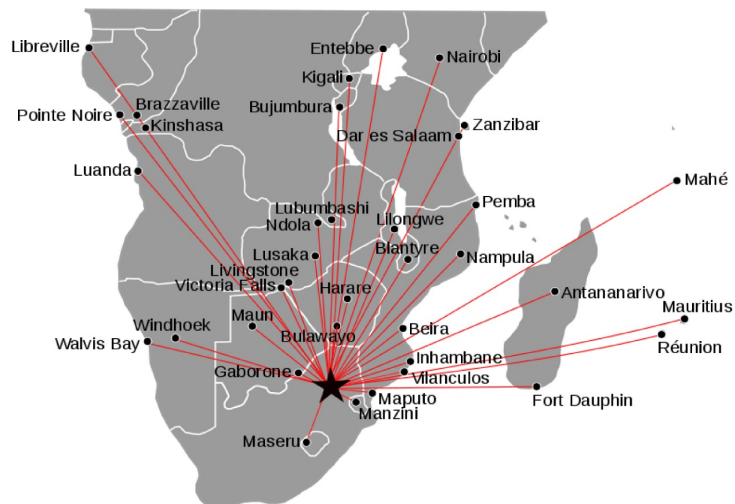 Libreville
Entebbe
Nairobi
Kigali
Bujumbura
Pointe Noire
Brazzaville
Kinshasa
Zanzibar
Dar es Salaam
Luanda
Mahé
Pemba
Lubumbashi
Ndola
Lilongwe
Blantyre
Nampula
Lusaka
Livingstone
Victoria Falls
Harare
Antananarivo
Mauritius
Maun
Windhoek
Walvis Bay
Bulawayo
Beira
Réunion
Inhambane
Gaborone
Vilanculos
Maputo
Manzini
Fort Dauphin
Maseru